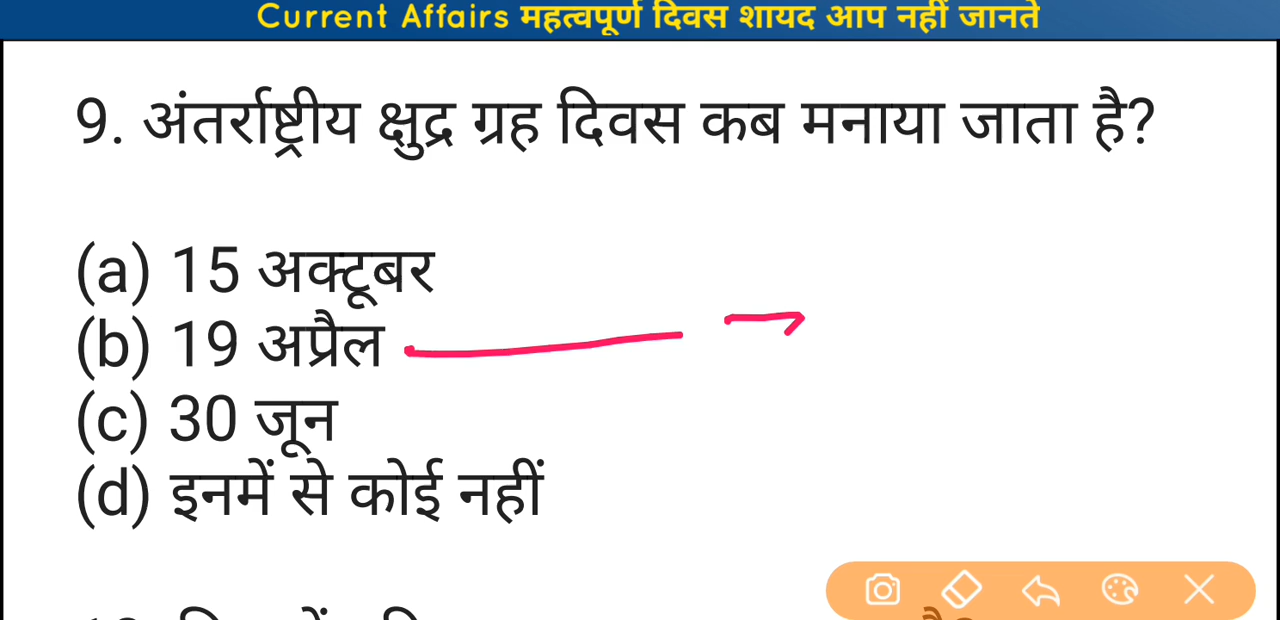 Current Affairs महत्वपूर्ण दिवस शायद आप नहीं जानते
9. अंतर्राष्ट्रीय क्षुद्र ग्रह दिवस कब मनाया जाता है?
(a) 15 अक्टूबर
(b) 19 अप्रैल
(c) 30 जून
(d) इनमें से कोई नहीं